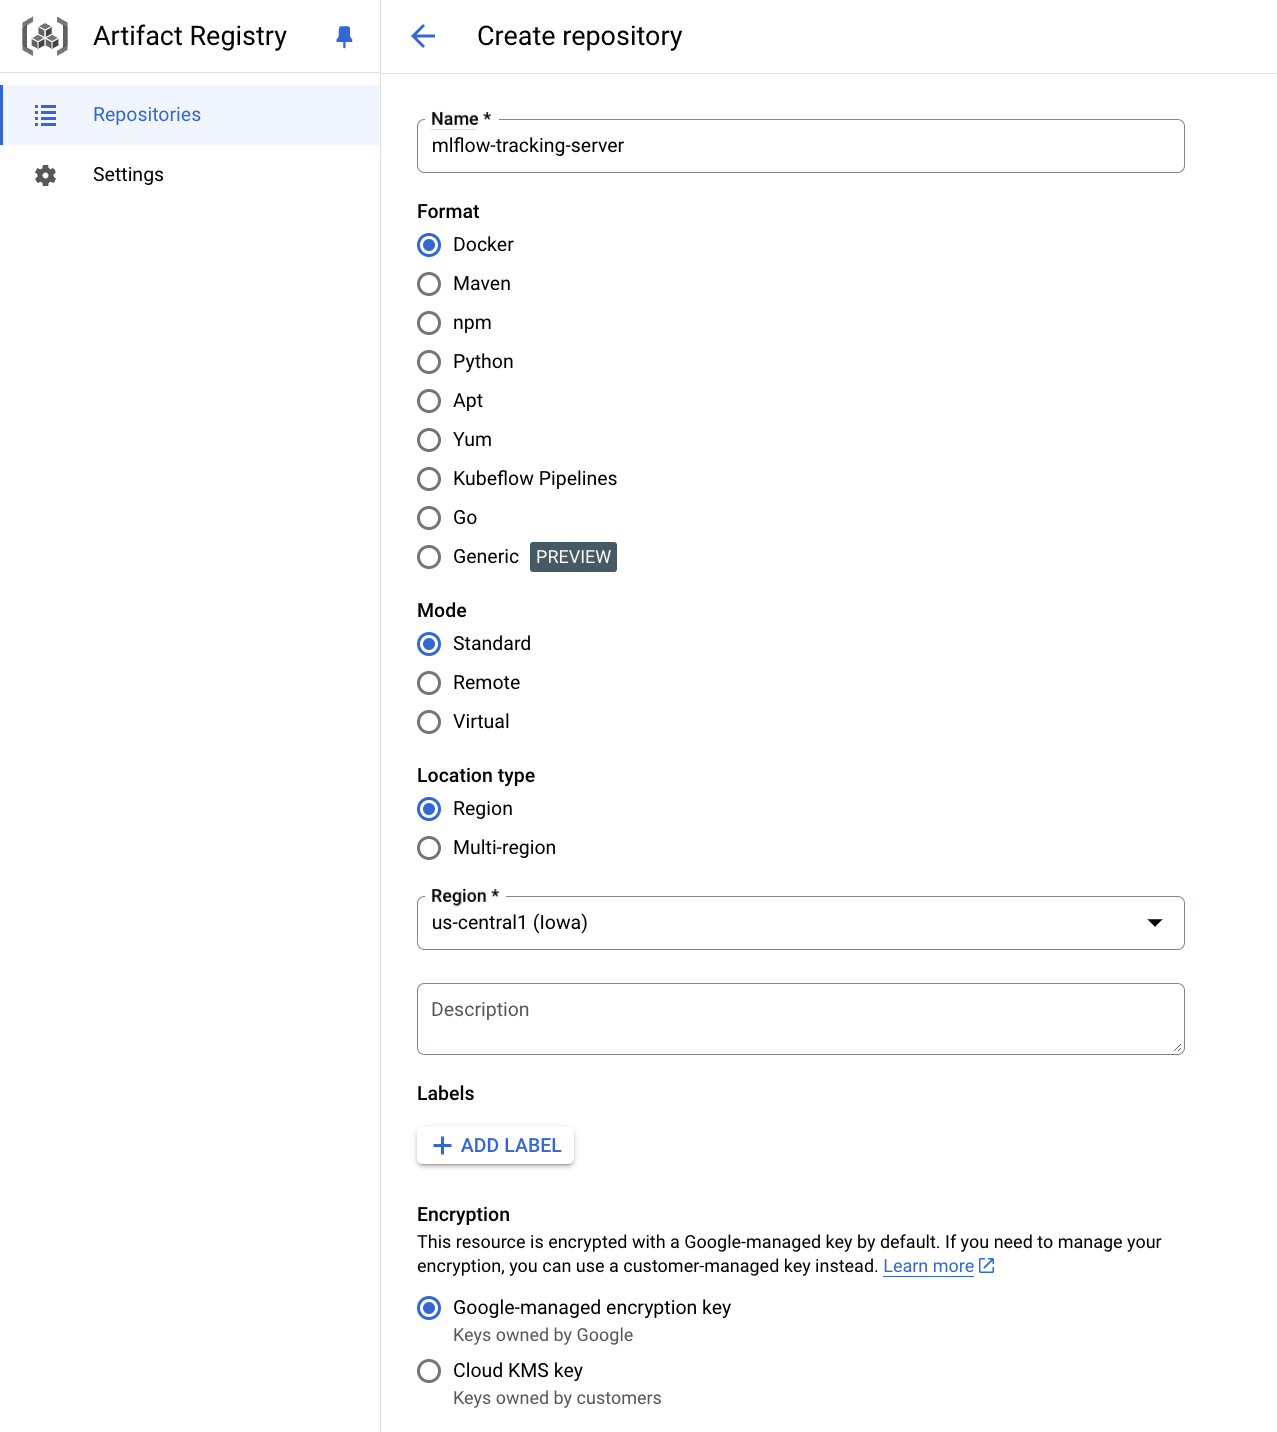 Artifact Registry
Create repository
Repositories
Settings
Name *
mlflow-tracking-server
Format
Docker
Maven
npm
Python
Apt
Yum
Kubeflow Pipelines
Go
Generic PREVIEW
Mode
Standard
Remote
Virtual
Location type
Region
Multi-region
Region *
us-central1 (Iowa)
Description
Labels
ADD LABEL
Encryption
This resource is encrypted with a Google-managed key by default. If you need to manage your
encryption, you can use a customer-managed key instead. Learn more
Google-managed encryption key
Keys owned by Google
Cloud KMS key
Keys owned by customers